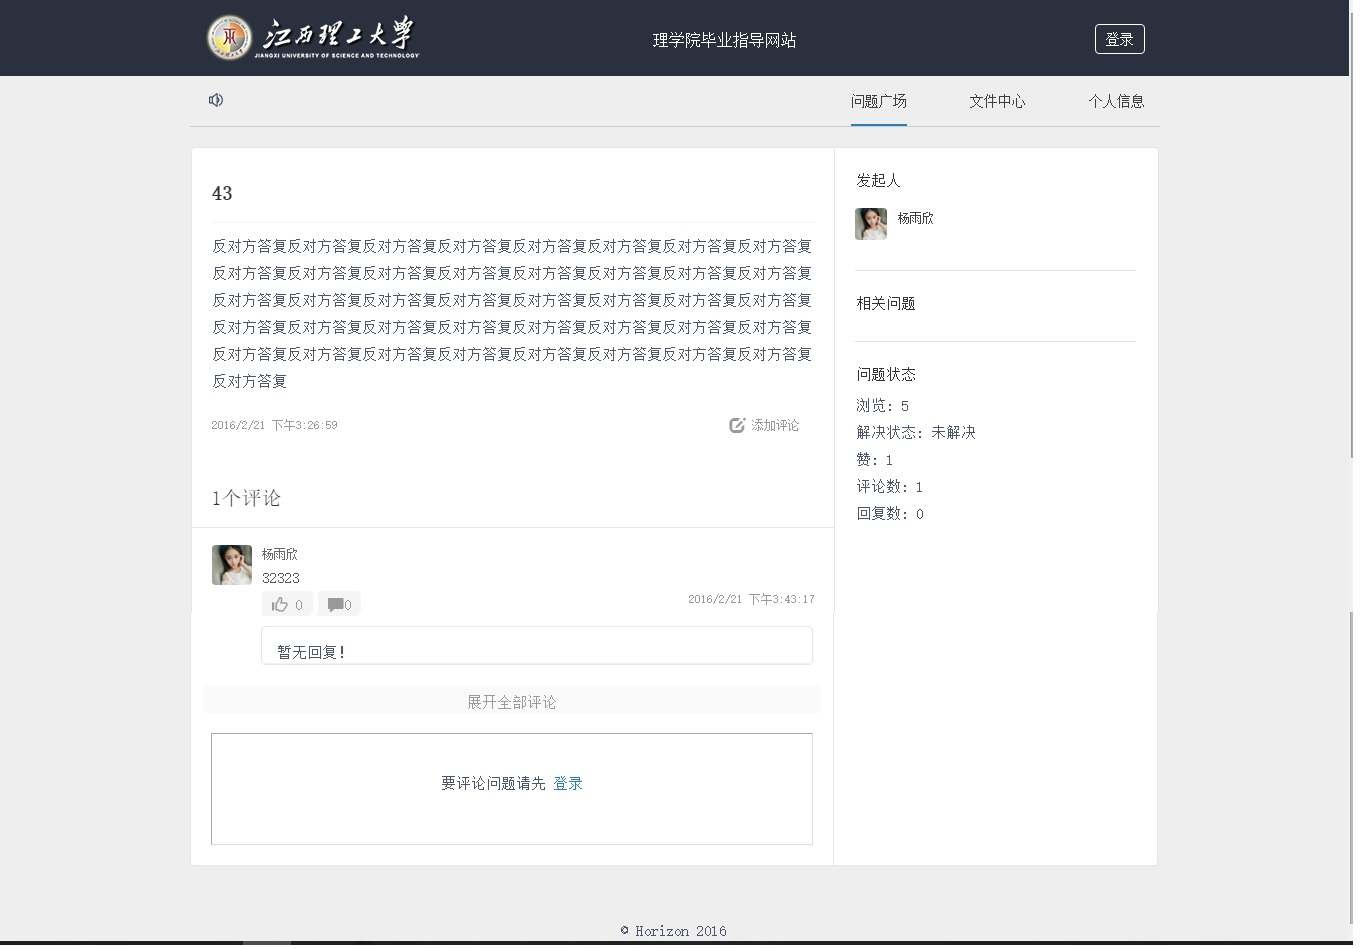 江西理工大学
JIANGXI UNIVERSITY OF SCIENCE AND TECHNOLOGY
理学院毕业指导网站
登录
问题广场 文件中心 个人信息
43
反对方答复反对方答复反对方答复反对方答复反对方答复反对方答复反对方答复反对方答复
反对方答复反对方答复反对方答复反对方答复反对方答复反对方答复反对方答复反对方答复
反对方答复反对方答复反对方答复反对方答复反对方答复反对方答复反对方答复反对方答复
反对方答复反对方答复反对方答复反对方答复反对方答复反对方答复反对方答复反对方答复
反对方答复反对方答复反对方答复反对方答复反对方答复反对方答复反对方答复反对方答复
反对方答复
2016/2/21 下午3:26:59 添加评论
1个评论
杨雨欣
32323
0 0 2016/2/21 下午3:43:17
暂无回复!
展开全部评论
要评论问题请先 登录
发起人
杨雨欣
相关问题
问题状态
浏览: 5
解决状态: 未解决
赞: 1
评论数: 1
回复数: 0
© Horizon 2016